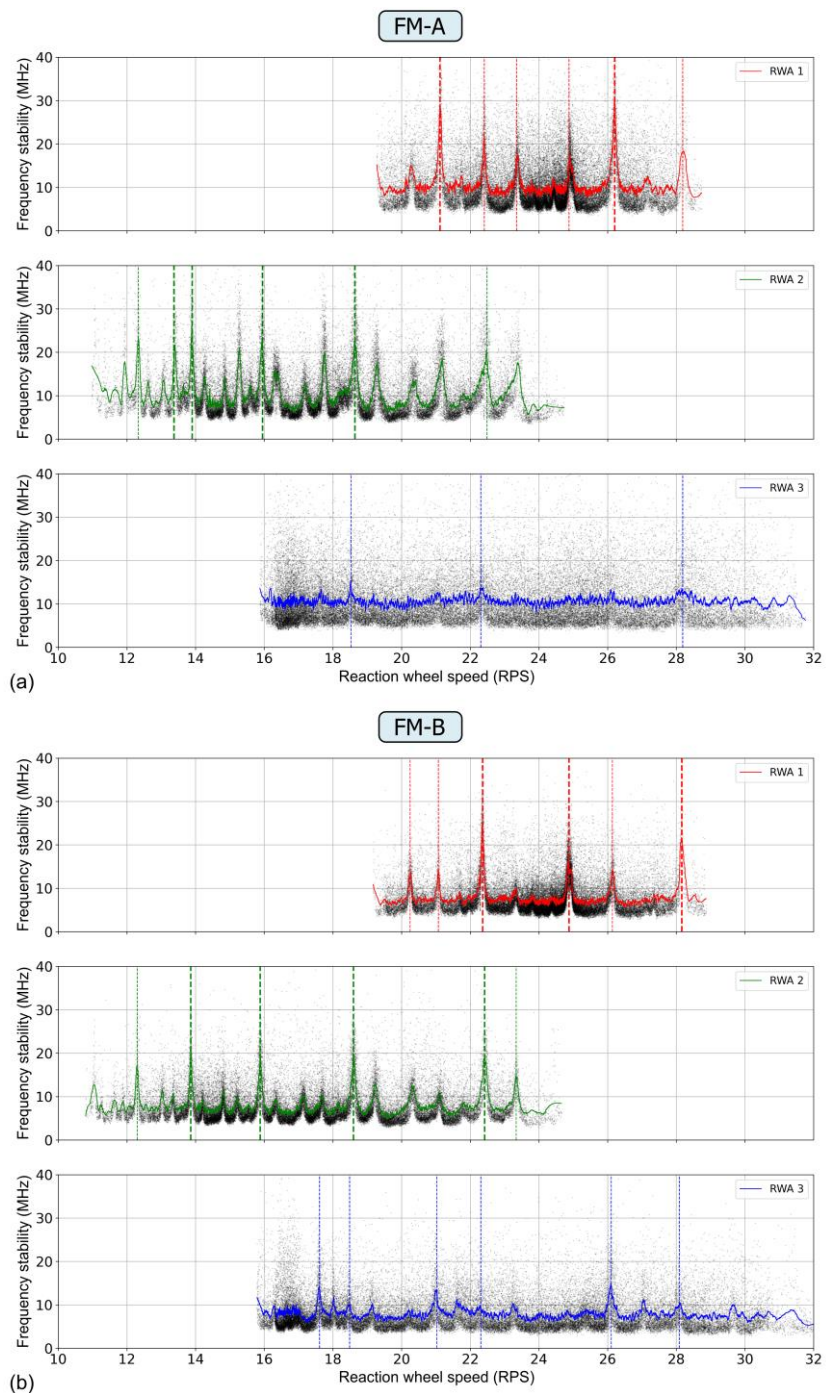 FM-A
40
30
20
10
0
Frequency stability (MHz)
RWA 1
40
30
20
10
0
Frequency stability (MHz)
RWA 2
40
30
20
10
0
Frequency stability (MHz)
RWA 3
10 12 14 16 18 20 22 24 26 28 30 32
Reaction wheel speed (RPS)
(a)
FM-B
40
30
20
10
0
Frequency stability (MHz)
RWA 1
40
30
20
10
0
Frequency stability (MHz)
RWA 2
40
30
20
10
0
Frequency stability (MHz)
RWA 3
10 12 14 16 18 20 22 24 26 28 30 32
Reaction wheel speed (RPS)
(b)